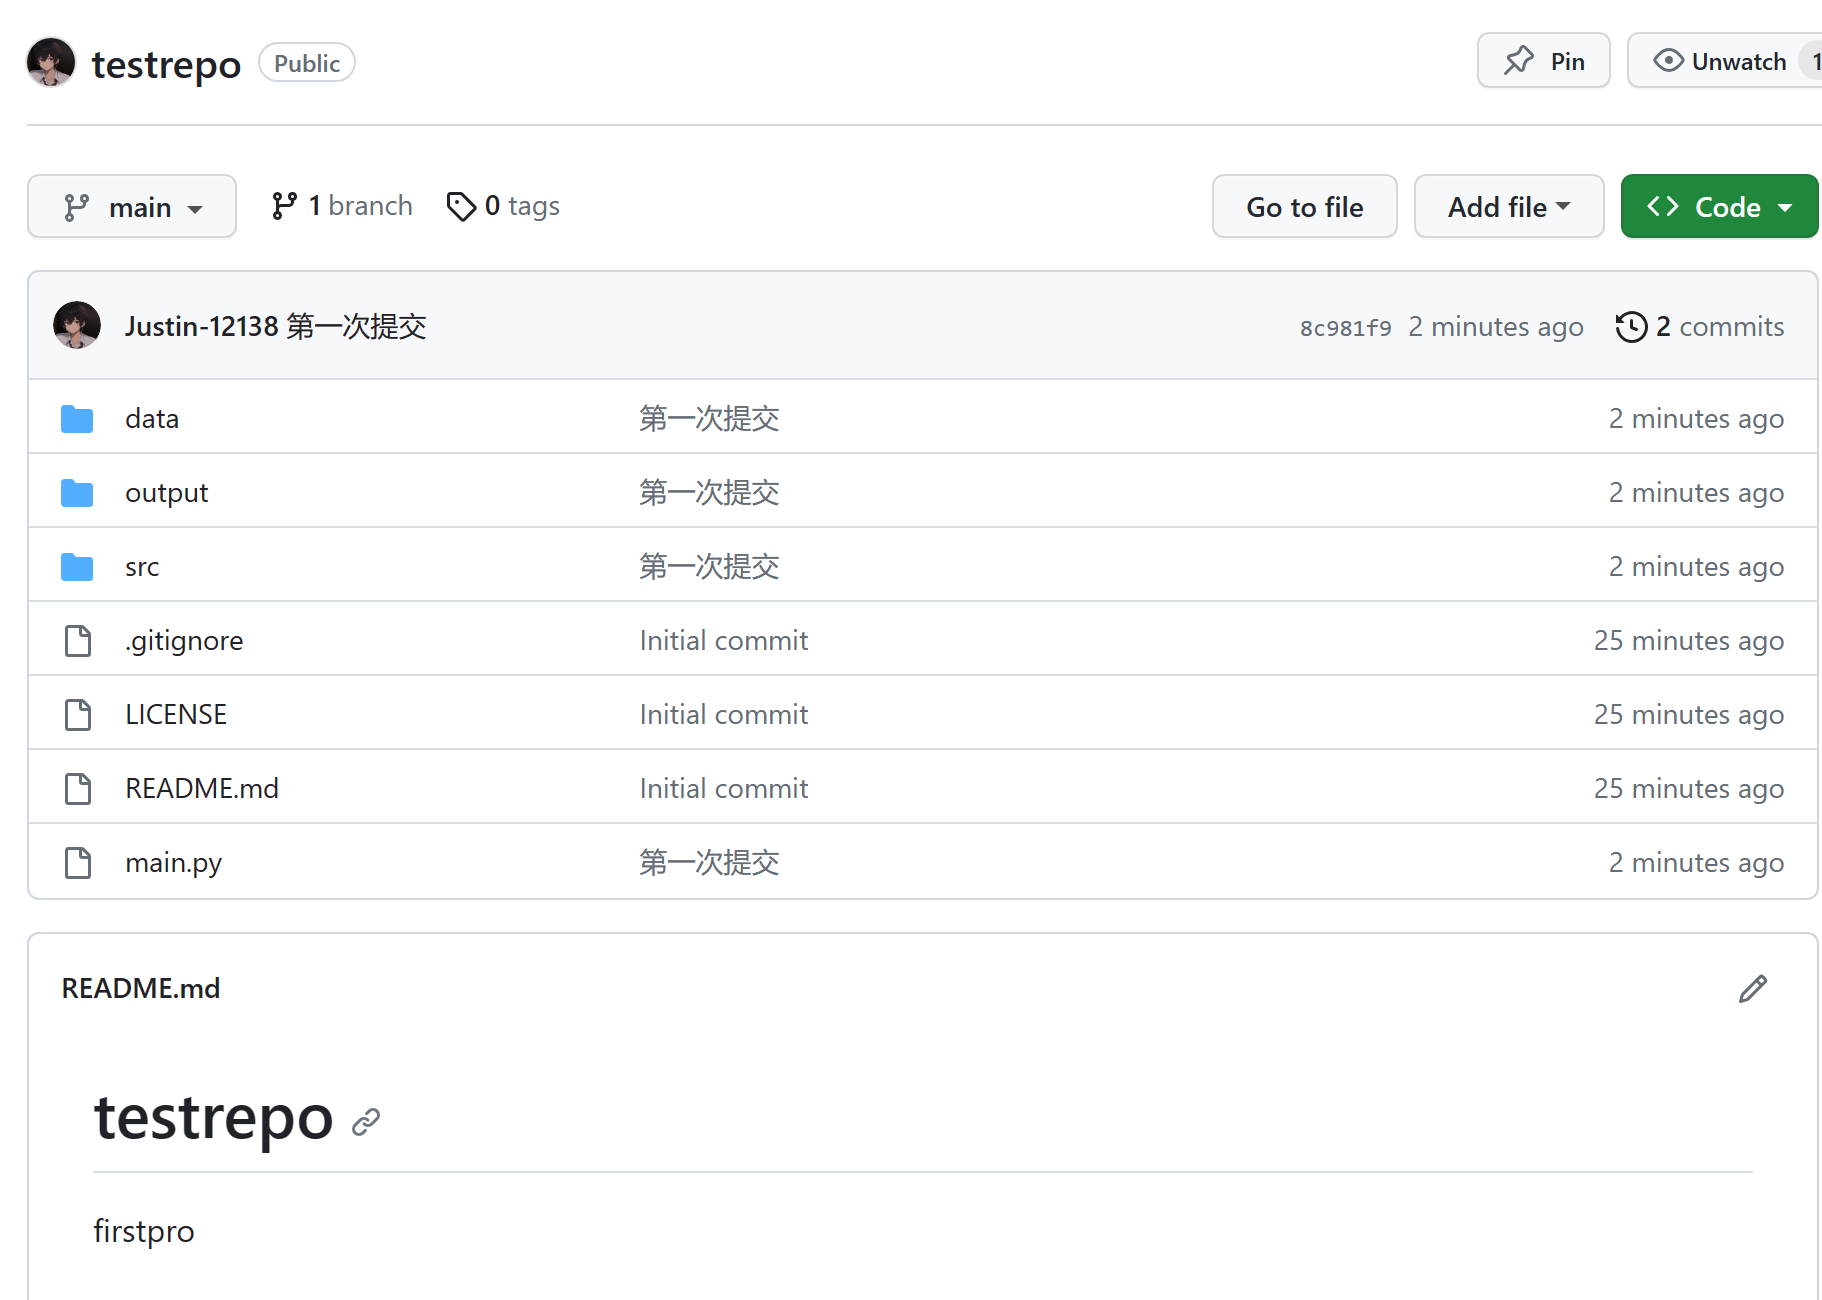 testrepo Public Pin Unwatch 1
main 1 branch 0 tags Go to file Add file Code
Justin-12138 第一次提交 8c981f9 2 minutes ago 2 commits
data 第一次提交 2 minutes ago
output 第一次提交 2 minutes ago
src 第一次提交 2 minutes ago
.gitignore Initial commit 25 minutes ago
LICENSE Initial commit 25 minutes ago
README.md Initial commit 25 minutes ago
main.py 第一次提交 2 minutes ago
README.md
testrepo
firstpro